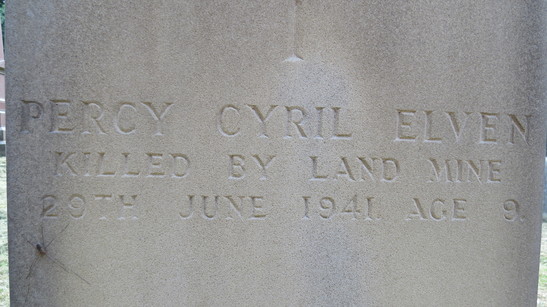 PERCY CYRIL ELVEN
KILLED BY LAND MINE
29TH JUNE 1941. AGE 9.